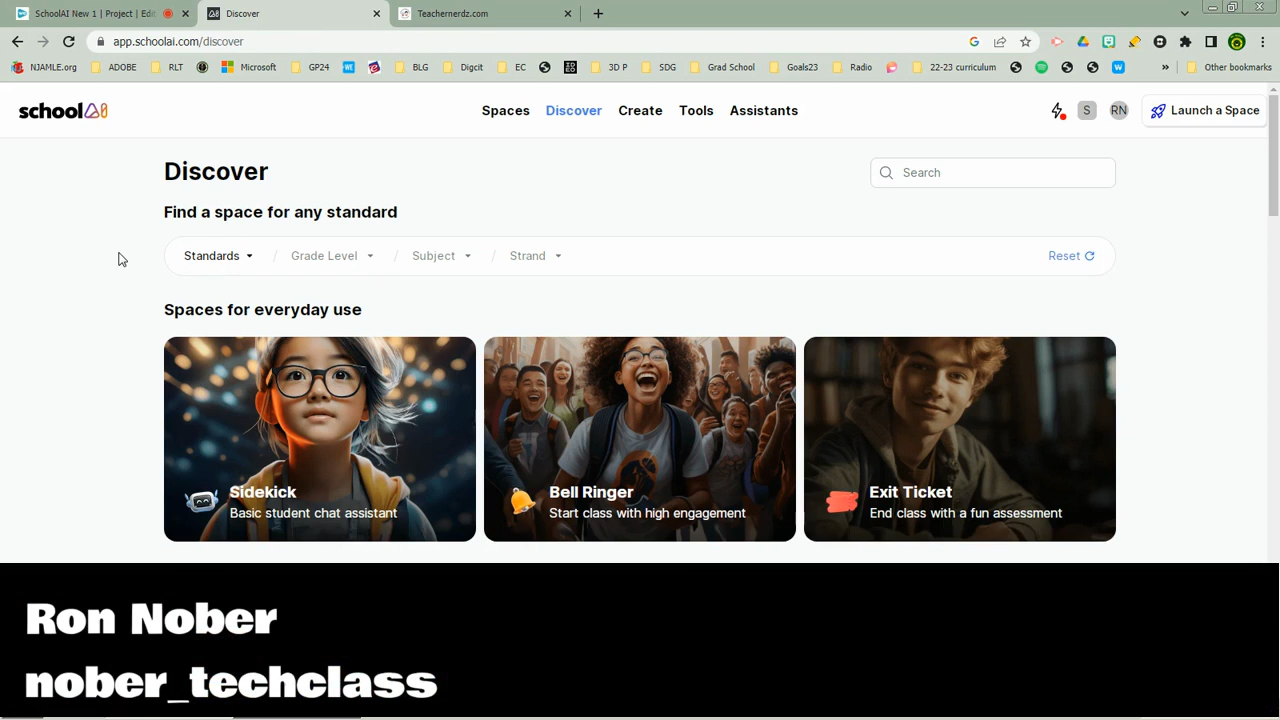 SchoolAI New 1 | Project | Edit
Discover
Teachernerdz.com
app.schoolai.com/discover
NJAMLE.org
ADOBE
RLT
Microsoft
GP24
WE
BLG
Digcit
EC
3D P
SDG
Grad School
Goals23
Radio
22-23 curriculum
W
»
Other bookmarks
schoolAI
Spaces
Discover
Create
Tools
Assistants
S
RN
Launch a Space
Discover
Search
Find a space for any standard
Standards / Grade Level / Subject / Strand
Reset
Spaces for everyday use
Sidekick
Basic student chat assistant
Bell Ringer
Start class with high engagement
Exit Ticket
End class with a fun assessment
Ron Nober
nober_techclass